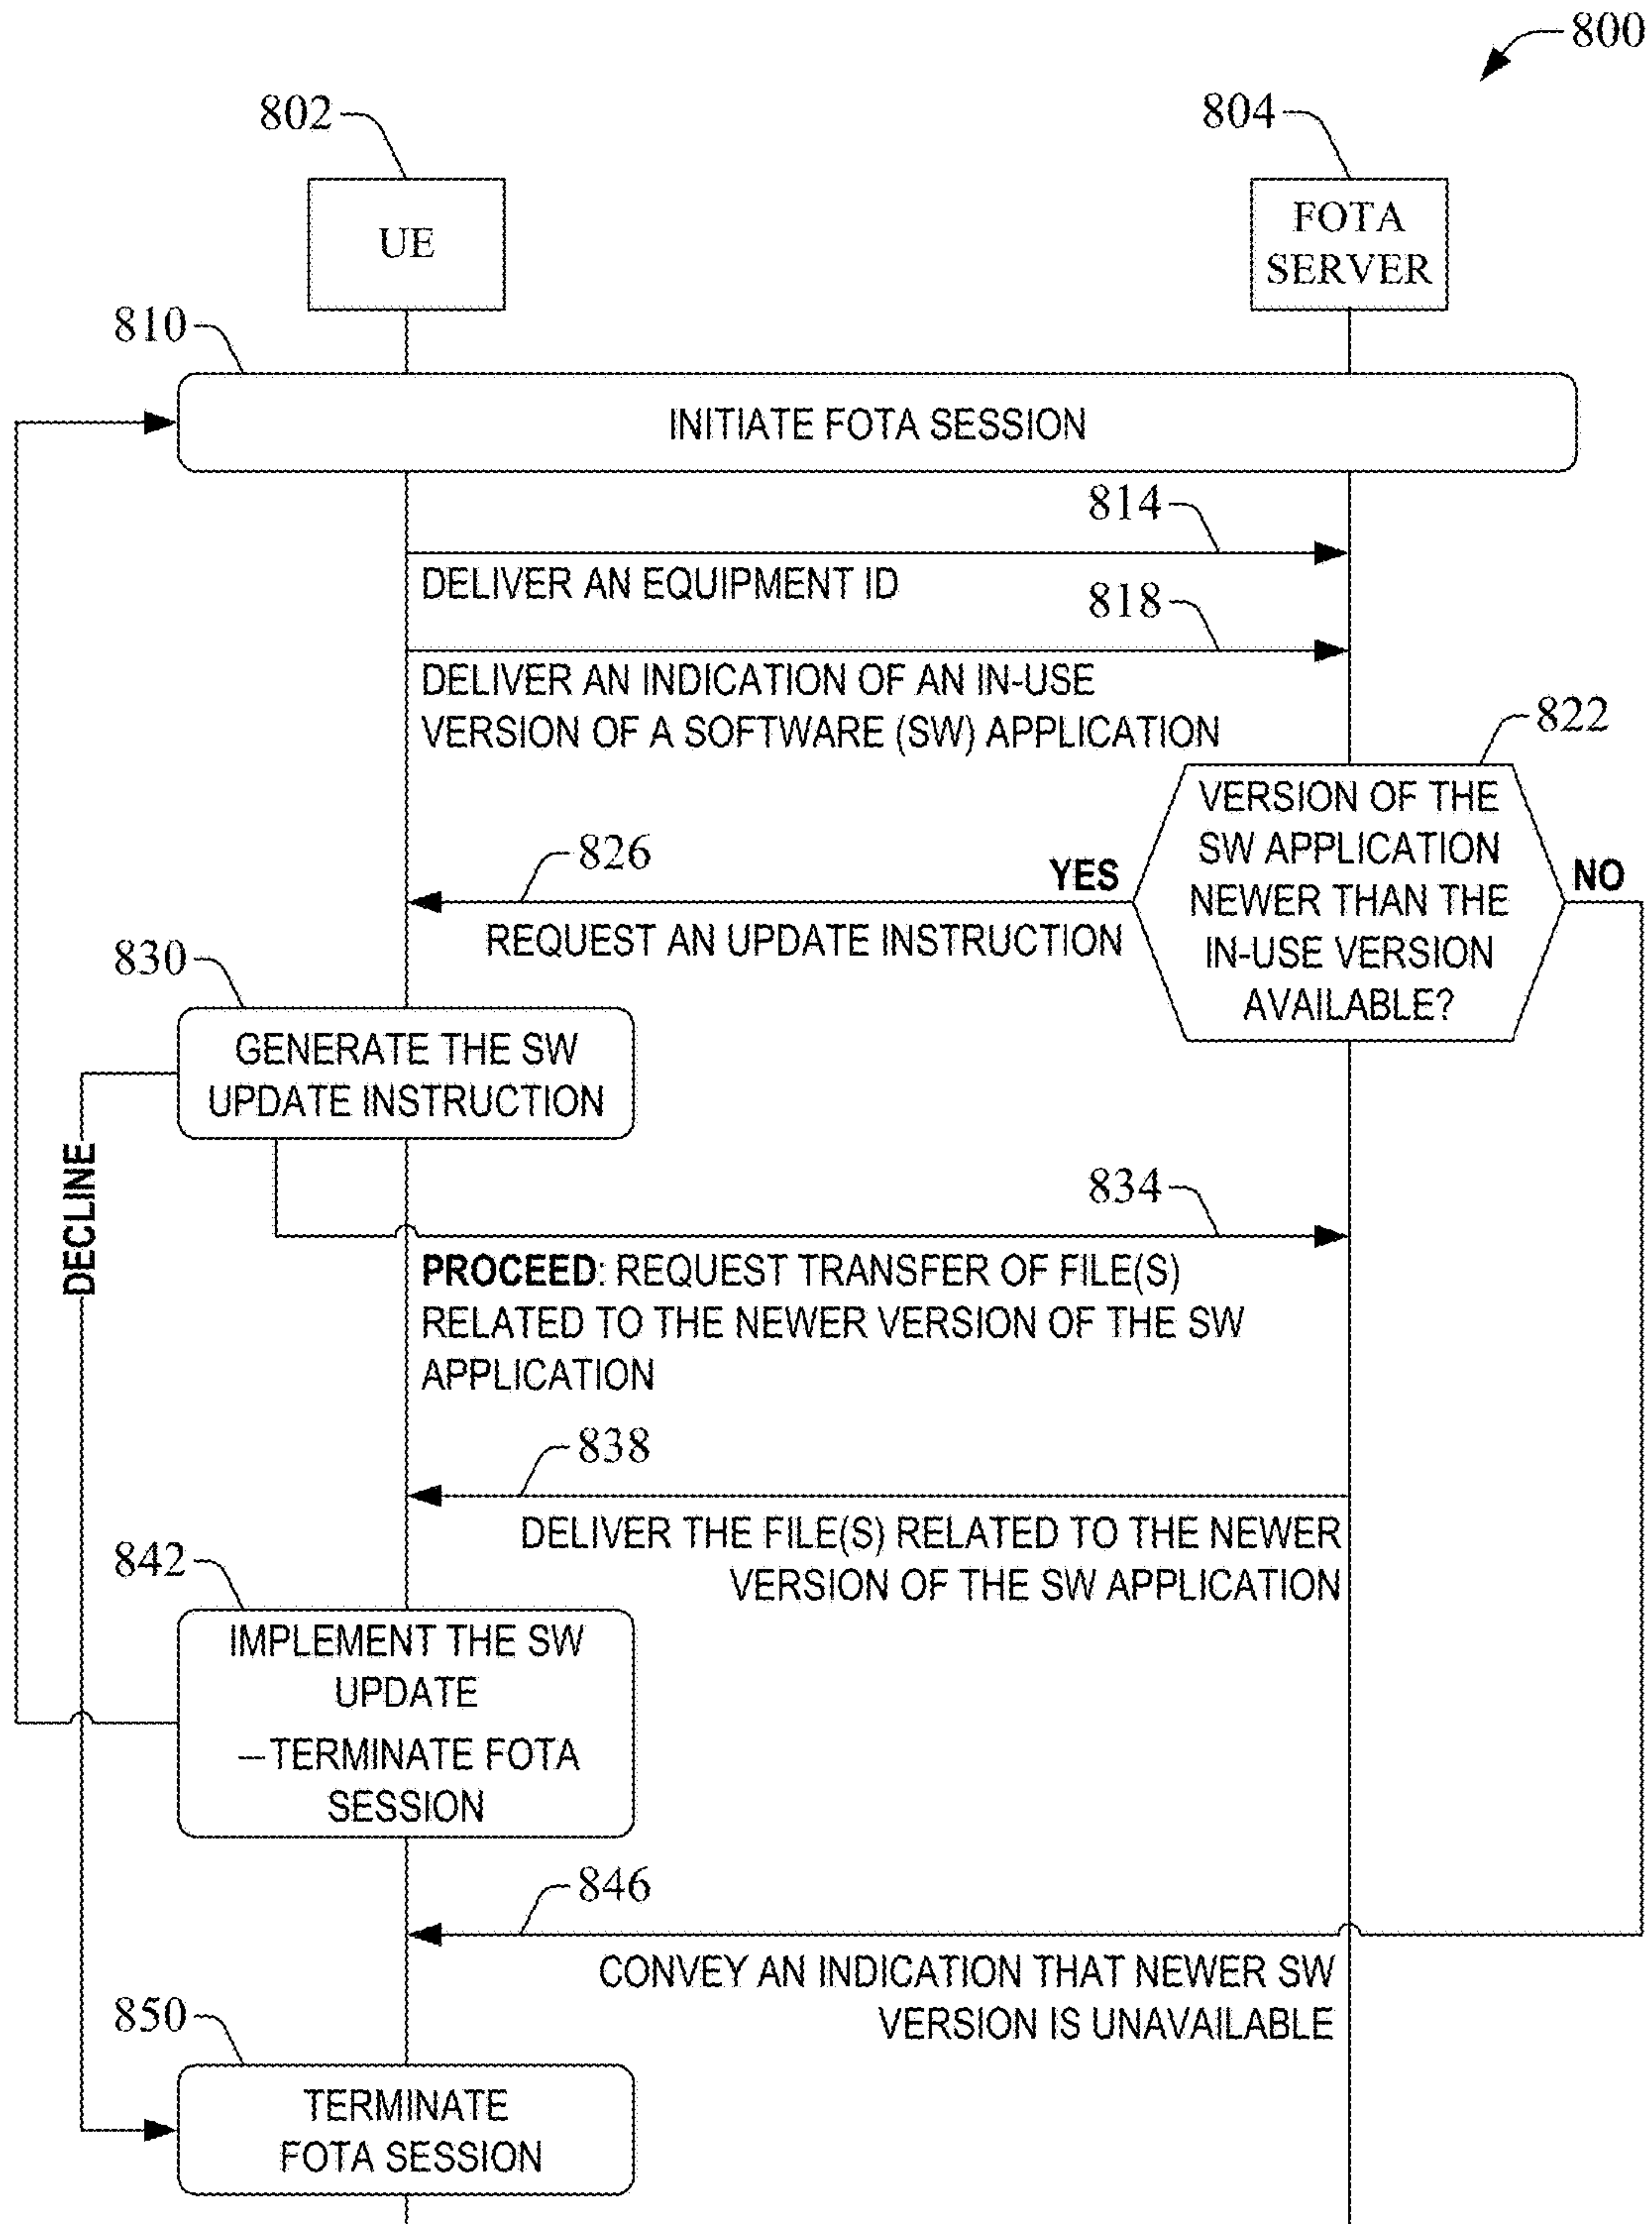 800
802
804
UE
FOTA
SERVER
810
INITIATE FOTA SESSION
814
DELIVER AN EQUIPMENT ID
818
DELIVER AN INDICATION OF AN IN-USE
VERSION OF A SOFTWARE (SW) APPLICATION
822
VERSION OF THE
SW APPLICATION
NEWER THAN THE
IN-USE VERSION
AVAILABLE?
YES
NO
826
REQUEST AN UPDATE INSTRUCTION
830
GENERATE THE SW
UPDATE INSTRUCTION
DECLINE
834
PROCEED: REQUEST TRANSFER OF FILE(S)
RELATED TO THE NEWER VERSION OF THE SW
APPLICATION
838
DELIVER THE FILE(S) RELATED TO THE NEWER
VERSION OF THE SW APPLICATION
842
IMPLEMENT THE SW
UPDATE
—TERMINATE FOTA
SESSION
846
CONVEY AN INDICATION THAT NEWER SW
VERSION IS UNAVAILABLE
850
TERMINATE
FOTA SESSION